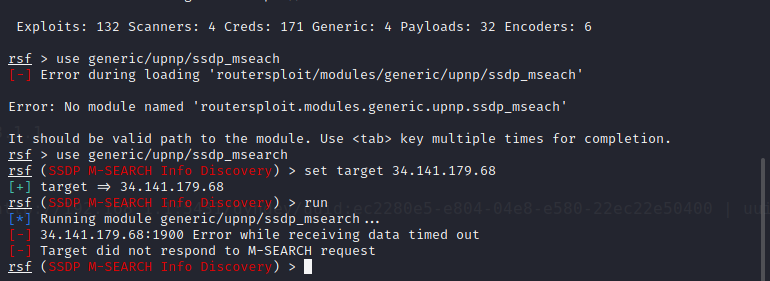 Exploits: 132 Scanners: 4 Creds: 171 Generic: 4 Payloads: 32 Encoders: 6
rsf > use generic/upnp/ssdp_mseach
[-] Error during loading 'routersploit/modules/generic/upnp/ssdp_mseach'
Error: No module named 'routersploit.modules.generic.upnp.ssdp_mseach'
It should be valid path to the module. Use <tab> key multiple times for completion.
rsf > use generic/upnp/ssdp_msearch
rsf (SSDP M-SEARCH Info Discovery) > set target 34.141.179.68
[+] target ⇒ 34.141.179.68
rsf (SSDP M-SEARCH Info Discovery) > run
[*] Running module generic/upnp/ssdp_msearch...
[-] 34.141.179.68:1900 Error while receiving data timed out
[-] Target did not respond to M-SEARCH request
rsf (SSDP M-SEARCH Info Discovery) >